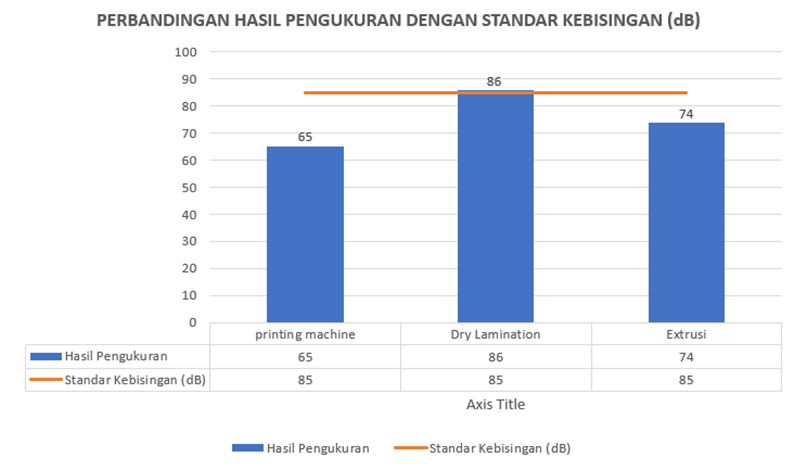 PERBANDINGAN HASIL PENGUKURAN DENGAN STANDAR KEBISINGAN (dB)
100
90
80
70
60
50
40
30
20
10
0
65
86
74
printing machine Dry Lamination Extrusi
Hasil Pengukuran 65 86 74
Standar Kebisingan (dB) 85 85 85
Axis Title
Hasil Pengukuran Standar Kebisingan (dB)